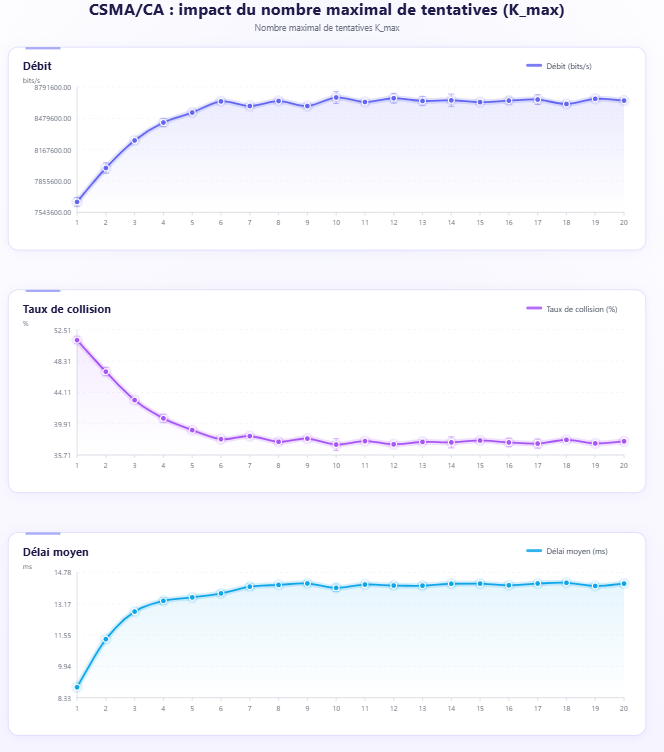 CSMA/CA : impact du nombre maximal de tentatives (K_max)
Nombre maximal de tentatives K_max
Débit
Débit (bits/s)
bits/s
8791600.00
8479600.00
8167600.00
7855600.00
7543600.00
1 2 3 4 5 6 7 8 9 10 11 12 13 14 15 16 17 18 19 20
Taux de collision
Taux de collision (%)
%
52.51
48.31
44.11
39.91
35.71
1 2 3 4 5 6 7 8 9 10 11 12 13 14 15 16 17 18 19 20
Délai moyen
Délai moyen (ms)
ms
14.78
13.17
11.55
9.94
8.33
1 2 3 4 5 6 7 8 9 10 11 12 13 14 15 16 17 18 19 20